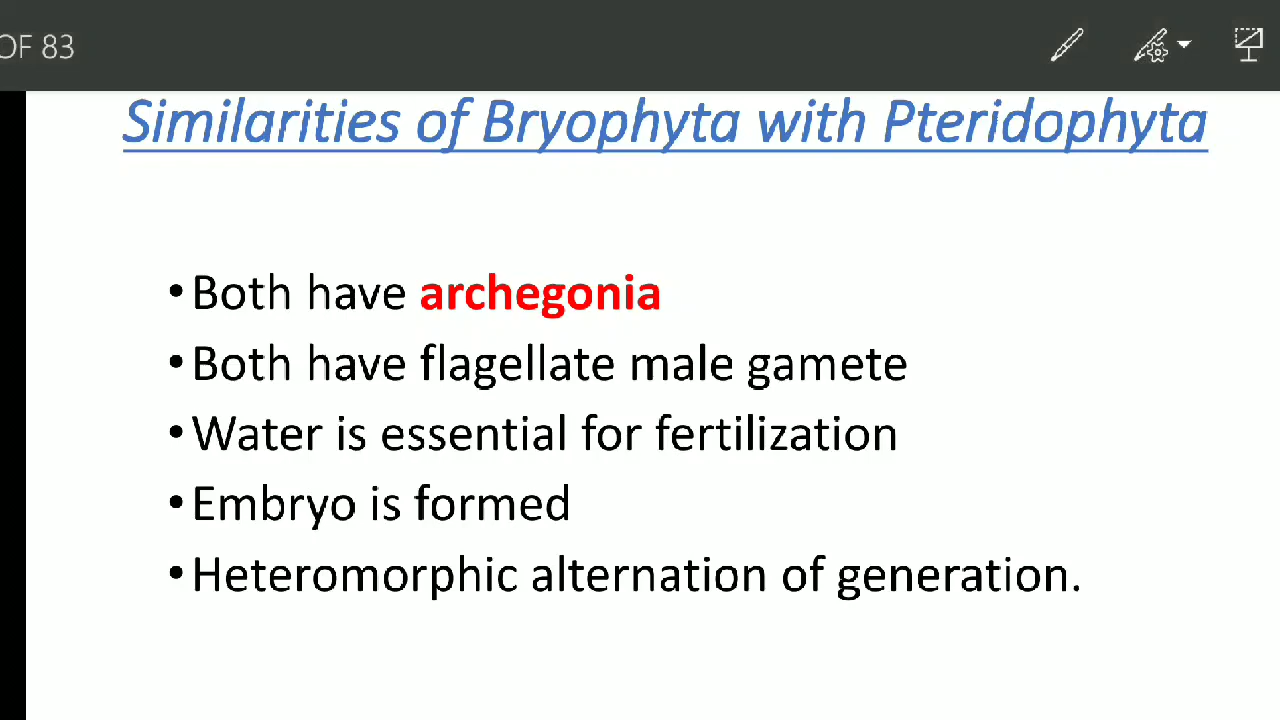 OF 83
Similarities of Bryophyta with Pteridophyta
•Both have archegonia
•Both have flagellate male gamete
•Water is essential for fertilization
•Embryo is formed
•Heteromorphic alternation of generation.